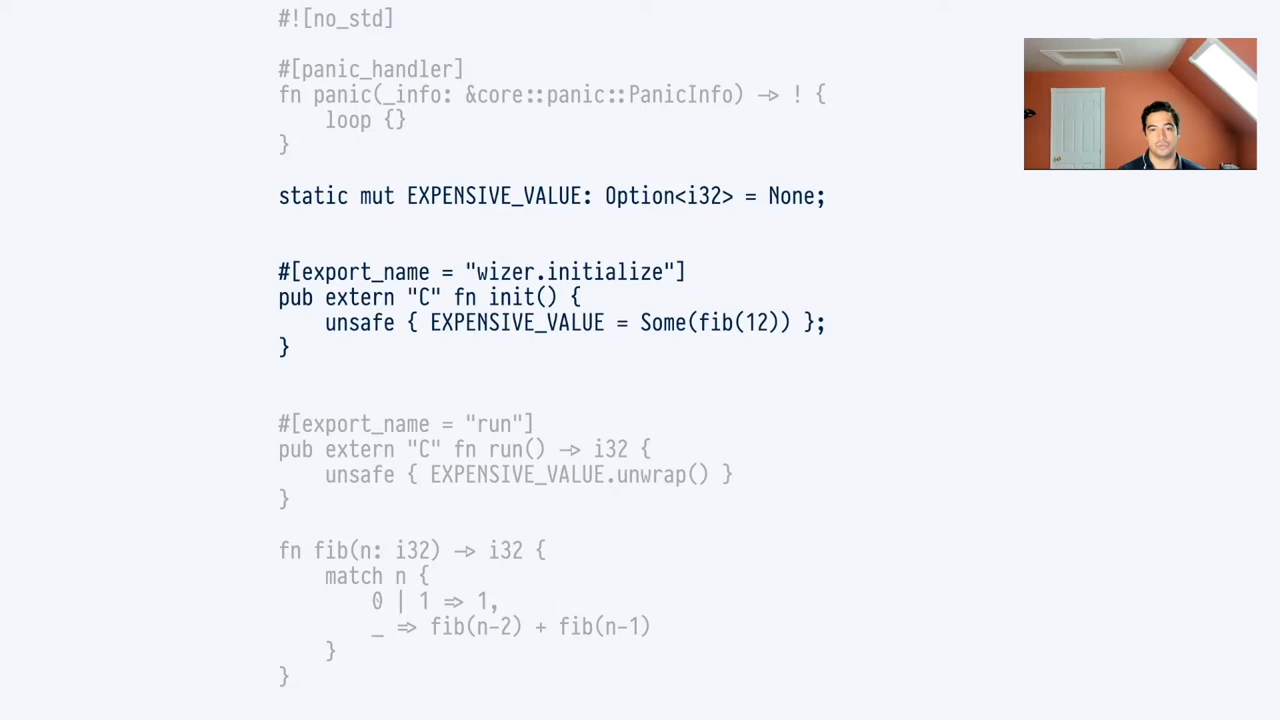 #![no_std]
#[panic_handler]
fn panic(_info: &core::panic::PanicInfo) -> ! {
    loop {}
}
static mut EXPENSIVE_VALUE: Option<i32> = None;
#[export_name = "wizer.initialize"]
pub extern "C" fn init() {
    unsafe { EXPENSIVE_VALUE = Some(fib(12)) };
}
#[export_name = "run"]
pub extern "C" fn run() -> i32 {
    unsafe { EXPENSIVE_VALUE.unwrap() }
}
fn fib(n: i32) -> i32 {
    match n {
        0 | 1 => 1,
        _ => fib(n-2) + fib(n-1)
    }
}